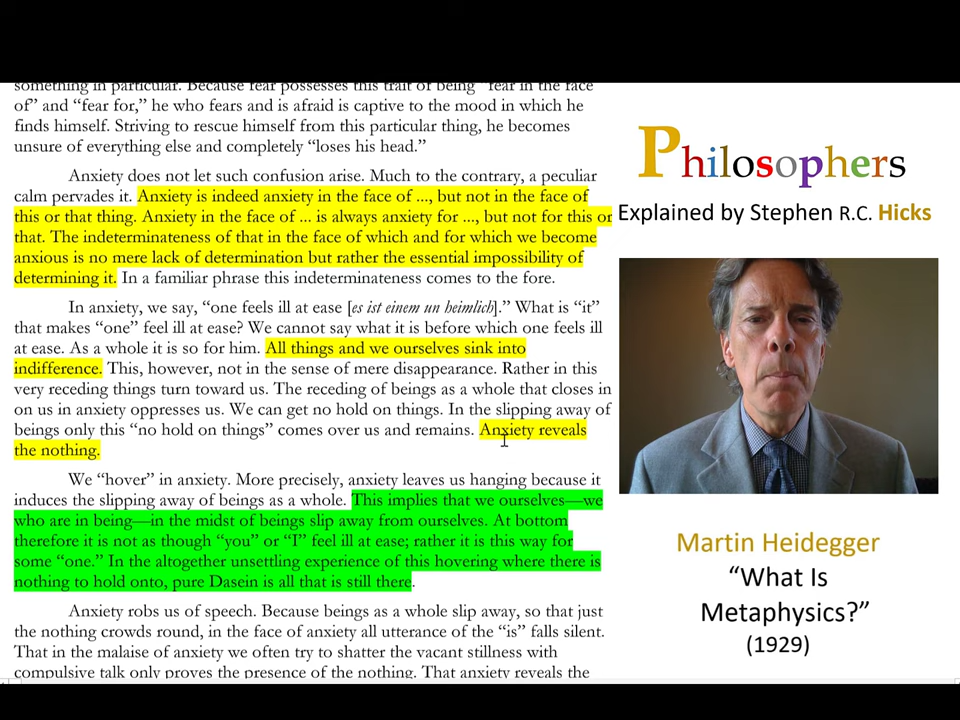 something in particular. Because fear possesses this trait of being “fear in the face
of” and “fear for,” he who fears and is afraid is captive to the mood in which he
finds himself. Striving to rescue himself from this particular thing, he becomes
unsure of everything else and completely “loses his head.”
Anxiety does not let such confusion arise. Much to the contrary, a peculiar
calm pervades it. Anxiety is indeed anxiety in the face of ..., but not in the face of
this or that thing. Anxiety in the face of ... is always anxiety for ..., but not for this or
that. The indeterminateness of that in the face of which and for which we become
anxious is no mere lack of determination but rather the essential impossibility of
determining it. In a familiar phrase this indeterminateness comes to the fore.
In anxiety, we say, “one feels ill at ease [es ist einem un heimlich].” What is “it”
that makes “one” feel ill at ease? We cannot say what it is before which one feels ill
at ease. As a whole it is so for him. All things and we ourselves sink into
indifference. This, however, not in the sense of mere disappearance. Rather in this
very receding things turn toward us. The receding of beings as a whole that closes in
on us in anxiety oppresses us. We can get no hold on things. In the slipping away of
beings only this “no hold on things” comes over us and remains. Anxiety reveals
the nothing.
We “hover” in anxiety. More precisely, anxiety leaves us hanging because it
induces the slipping away of beings as a whole. This implies that we ourselves—we
who are in being—in the midst of beings slip away from ourselves. At bottom
therefore it is not as though “you” or “I” feel ill at ease; rather it is this way for
some “one.” In the altogether unsettling experience of this hovering where there is
nothing to hold onto, pure Dasein is all that is still there.
Anxiety robs us of speech. Because beings as a whole slip away, so that just
the nothing crowds round, in the face of anxiety all utterance of the “is” falls silent.
That in the malaise of anxiety we often try to shatter the vacant stillness with
compulsive talk only proves the presence of the nothing. That anxiety reveals the
Philosophers
Explained by Stephen R.C. Hicks
Martin Heidegger
“What Is
Metaphysics?”
(1929)